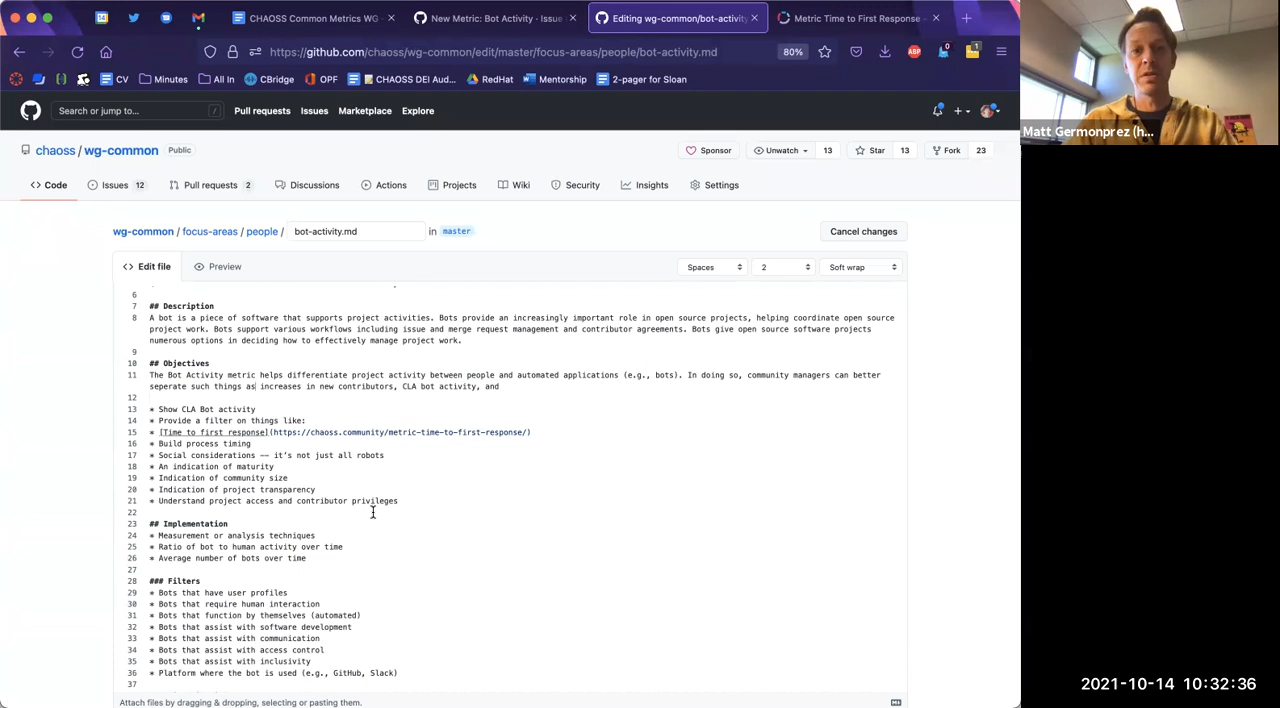 CHAOSS Common Metrics WG -
New Metric: Bot Activity - Issue
Editing wg-common/bot-activity
Metric Time to First Response -
https://github.com/chaoss/wg-common/edit/master/focus-areas/people/bot-activity.md
80%
CV
Minutes
All In
CBridge
OPF
CHAOSS DEI Aud...
RedHat
Mentorship
2-pager for Sloan
Search or jump to...
/
Pull requests
Issues
Marketplace
Explore
chaoss / wg-common
Public
Sponsor
Unwatch
13
Star
13
Fork
23
Code
Issues 12
Pull requests 2
Discussions
Actions
Projects
Wiki
Security
Insights
Settings
wg-common / focus-areas / people / bot-activity.md in master
Cancel changes
Edit file
Preview
Spaces
2
Soft wrap
6
7 ## Description
8 A bot is a piece of software that supports project activities. Bots provide an increasingly important role in open source projects, helping coordinate open source
project work. Bots support various workflows including issue and merge request management and contributor agreements. Bots give open source software projects
numerous options in deciding how to effectively manage project work.
9
10 ## Objectives
11 The Bot Activity metric helps differentiate project activity between people and automated applications (e.g., bots). In doing so, community managers can better
seperate such things as increases in new contributors, CLA bot activity, and
12
13 * Show CLA Bot activity
14 * Provide a filter on things like:
15 * [Time to first response](https://chaoss.community/metric-time-to-first-response/)
16 * Build process timing
17 * Social considerations –– it's not just all robots
18 * An indication of maturity
19 * Indication of community size
20 * Indication of project transparency
21 * Understand project access and contributor privileges
22
23 ## Implementation
24 * Measurement or analysis techniques
25 * Ratio of bot to human activity over time
26 * Average number of bots over time
27
28 ### Filters
29 * Bots that have user profiles
30 * Bots that require human interaction
31 * Bots that function by themselves (automated)
32 * Bots that assist with software development
33 * Bots that assist with communication
34 * Bots that assist with access control
35 * Bots that assist with inclusivity
36 * Platform where the bot is used (e.g., GitHub, Slack)
37
Attach files by dragging & dropping, selecting or pasting them.
Matt Germonprez (h...
2021-10-14 10:32:36